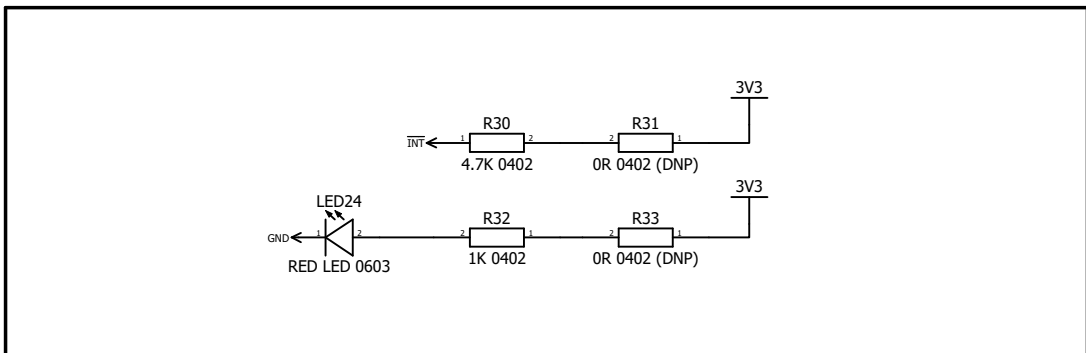 3V3
R30 R31
INT 1 2 2 1
4.7K 0402 0R 0402 (DNP)
3V3
LED24 R32 R33
GND 1 2 2 1 2 1
RED LED 0603 1K 0402 0R 0402 (DNP)